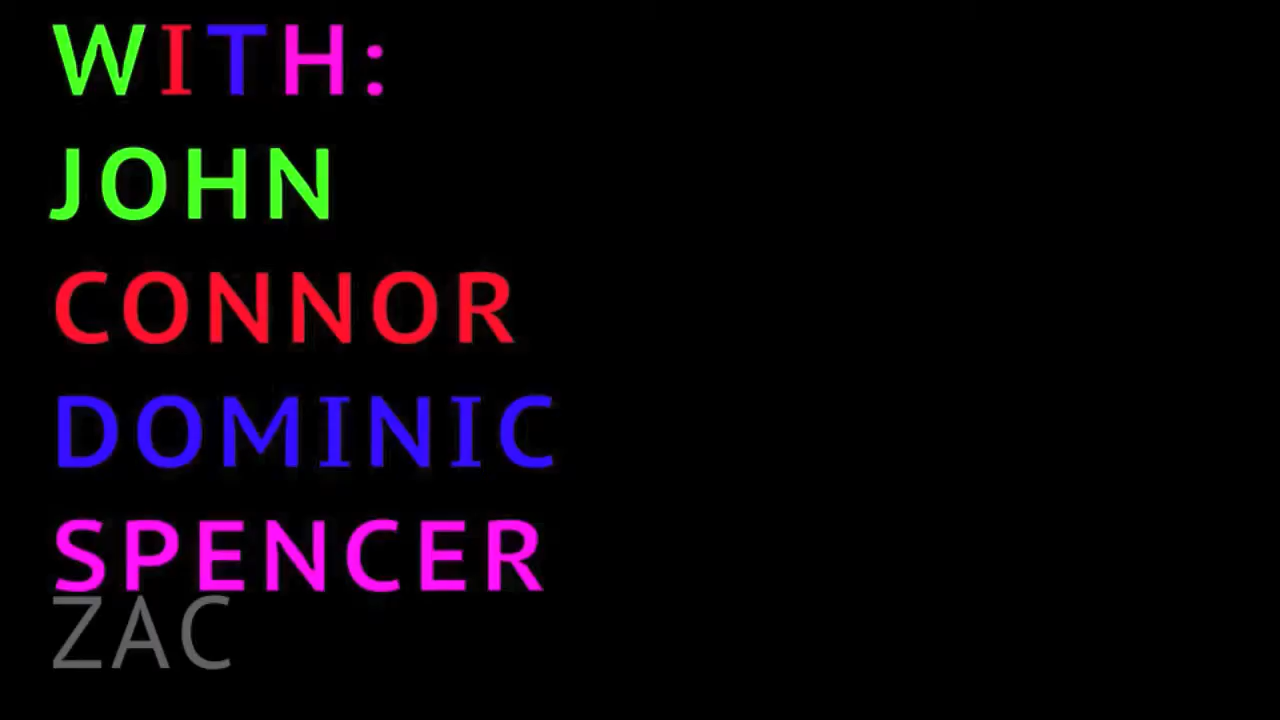 WITH:
JOHN
CONNOR
DOMINIC
SPENCER
ZAC